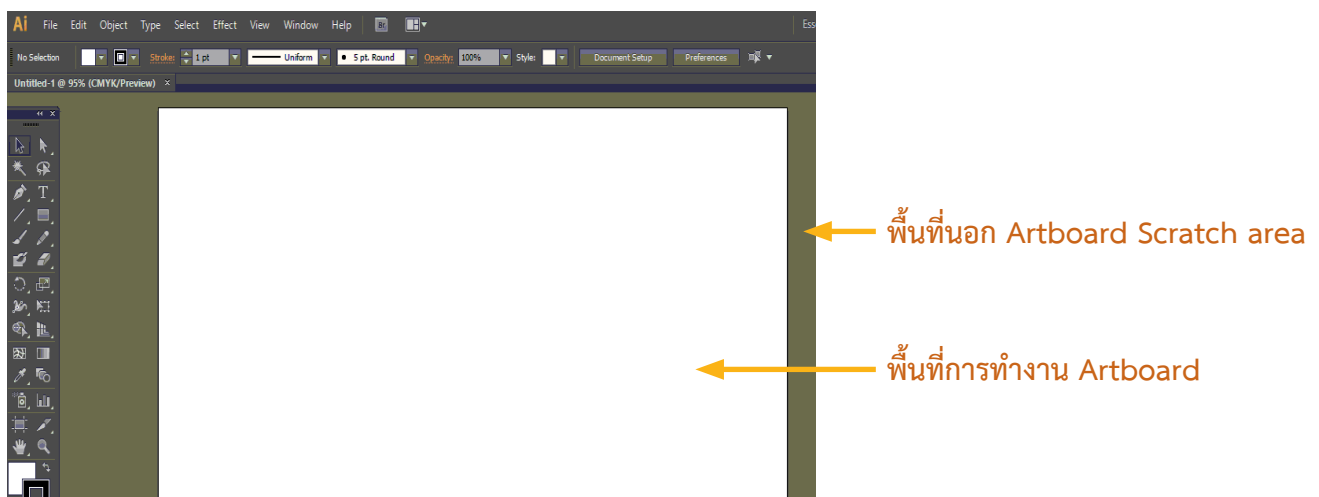 Ai File Edit Object Type Select Effect View Window Help Br
No Selection Stroke: 1 pt Uniform 5 pt. Round Opacity: 100% Style: Document Setup Preferences
Untitled-1 @ 95% (CMYK/Preview) ×
พื้นที่นอก Artboard Scratch area
พื้นที่การทำงาน Artboard